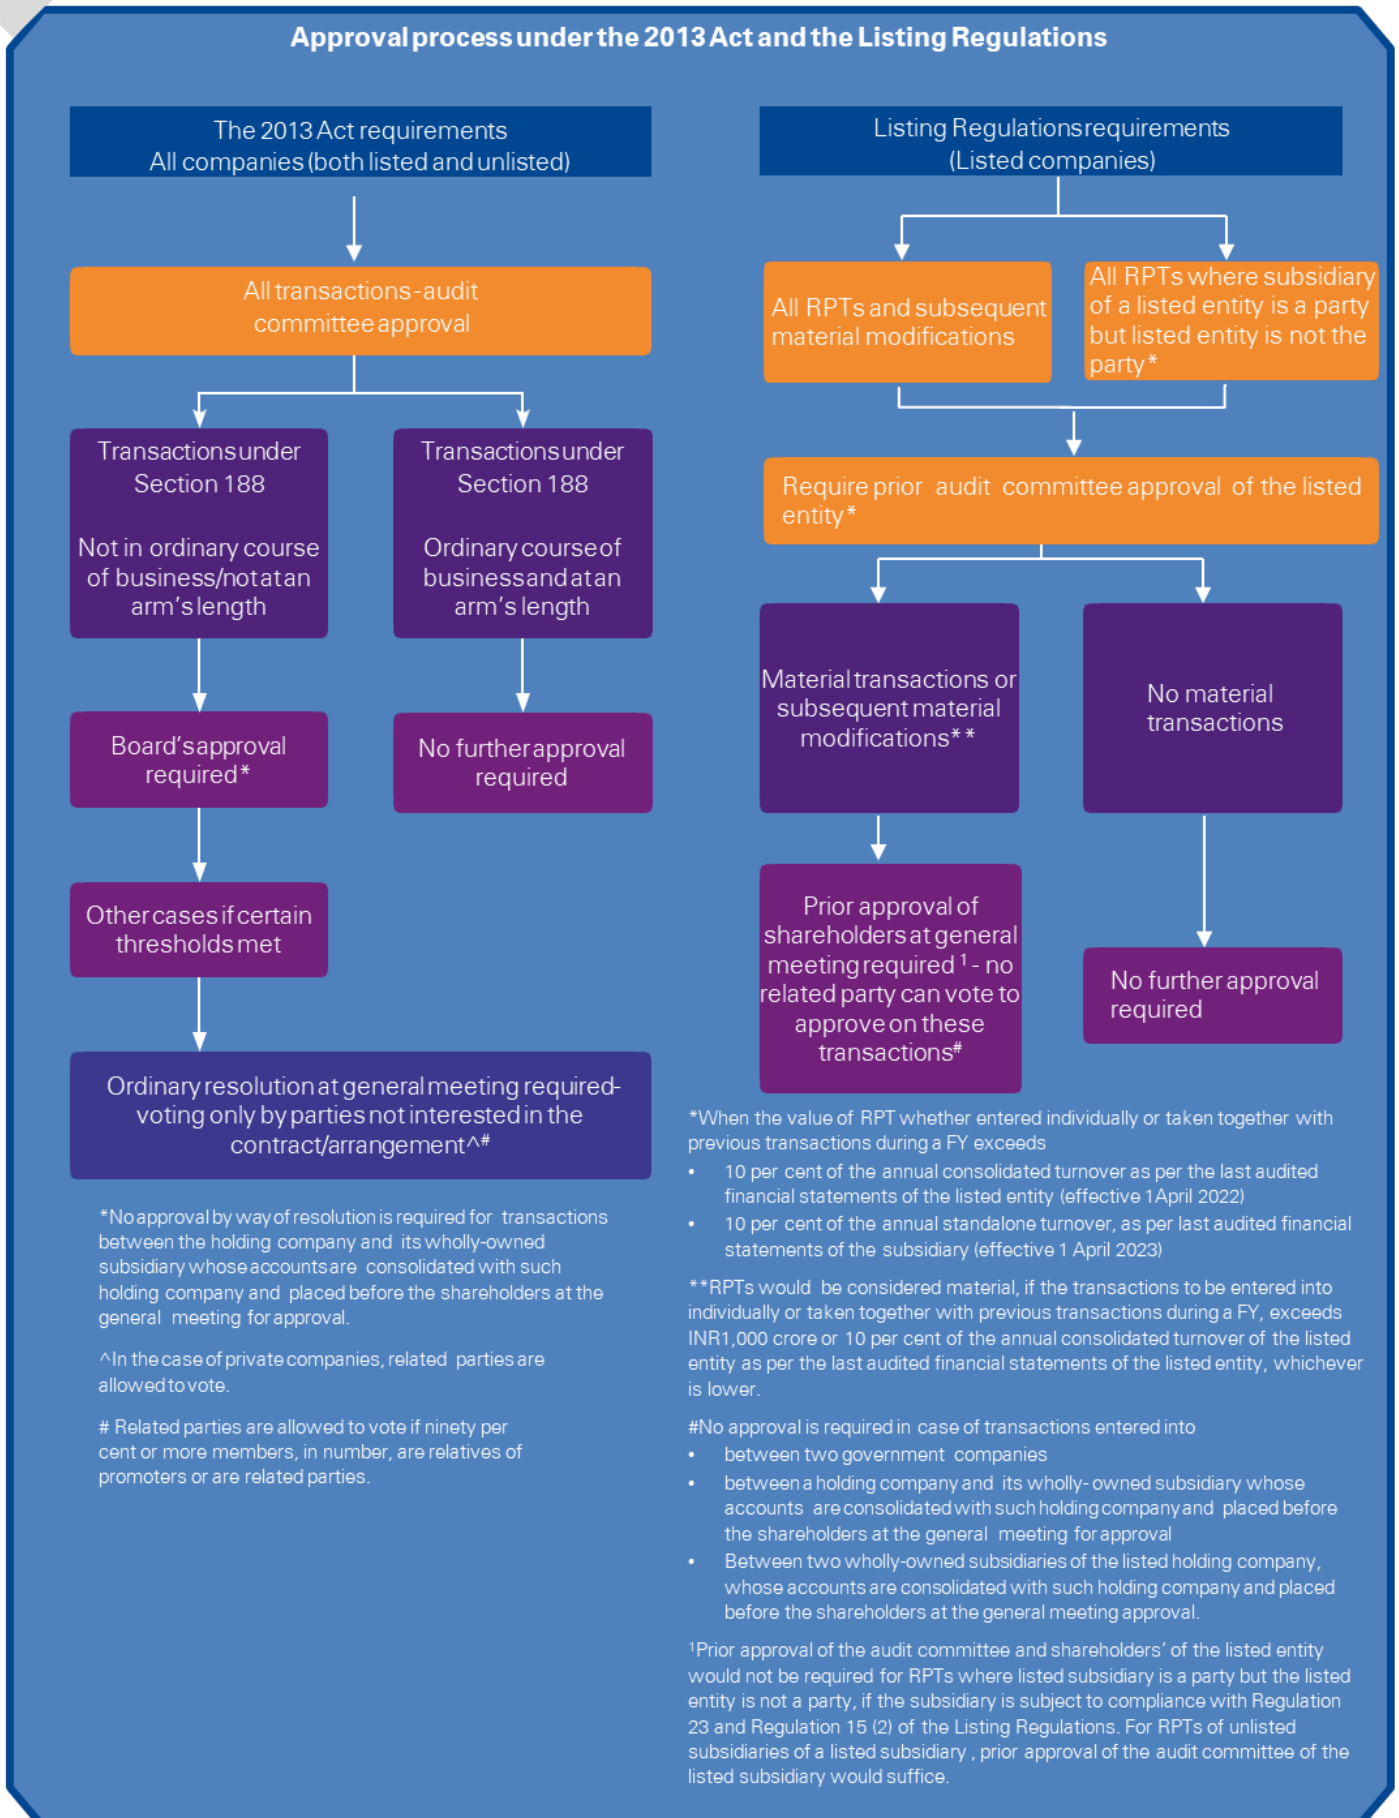 Approval process under the 2013 Act and the Listing Regulations
The 2013 Act requirements
All companies (both listed and unlisted)
All transactions - audit
committee approval
Transactions under
Section 188
Not in ordinary course
of business/not at an
arm's length
Transactions under
Section 188
Ordinary course of
business and at an
arm's length
Board's approval
required*
No further approval
required
Other cases if certain
thresholds met
Ordinary resolution at general meeting required-
voting only by parties not interested in the
contract/arrangement^#
*No approval by way of resolution is required for transactions
between the holding company and its wholly-owned
subsidiary whose accounts are consolidated with such
holding company and placed before the shareholders at the
general meeting for approval.
^In the case of private companies, related parties are
allowed to vote.
# Related parties are allowed to vote if ninety per
cent or more members, in number, are relatives of
promoters or are related parties.
Listing Regulations requirements
(Listed companies)
All RPTs and subsequent
material modifications
All RPTs where subsidiary
of a listed entity is a party
but listed entity is not the
party*
Require prior audit committee approval of the listed
entity*
Material transactions or
subsequent material
modifications**
No material
transactions
Prior approval of
shareholders at general
meeting required ¹ - no
related party can vote to
approve on these
transactions#
No further approval
required
*When the value of RPT whether entered individually or taken together with
previous transactions during a FY exceeds
• 10 per cent of the annual consolidated turnover as per the last audited
financial statements of the listed entity (effective 1 April 2022)
• 10 per cent of the annual standalone turnover, as per last audited financial
statements of the subsidiary (effective 1 April 2023)
**RPTs would be considered material, if the transactions to be entered into
individually or taken together with previous transactions during a FY, exceeds
INR1,000 crore or 10 per cent of the annual consolidated turnover of the listed
entity as per the last audited financial statements of the listed entity, whichever
is lower.
#No approval is required in case of transactions entered into
• between two government companies
• between a holding company and its wholly- owned subsidiary whose
accounts are consolidated with such holding company and placed before
the shareholders at the general meeting for approval
• Between two wholly-owned subsidiaries of the listed holding company,
whose accounts are consolidated with such holding company and placed
before the shareholders at the general meeting approval.
¹Prior approval of the audit committee and shareholders' of the listed entity
would not be required for RPTs where listed subsidiary is a party but the listed
entity is not a party, if the subsidiary is subject to compliance with Regulation
23 and Regulation 15 (2) of the Listing Regulations. For RPTs of unlisted
subsidiaries of a listed subsidiary , prior approval of the audit committee of the
listed subsidiary would suffice.